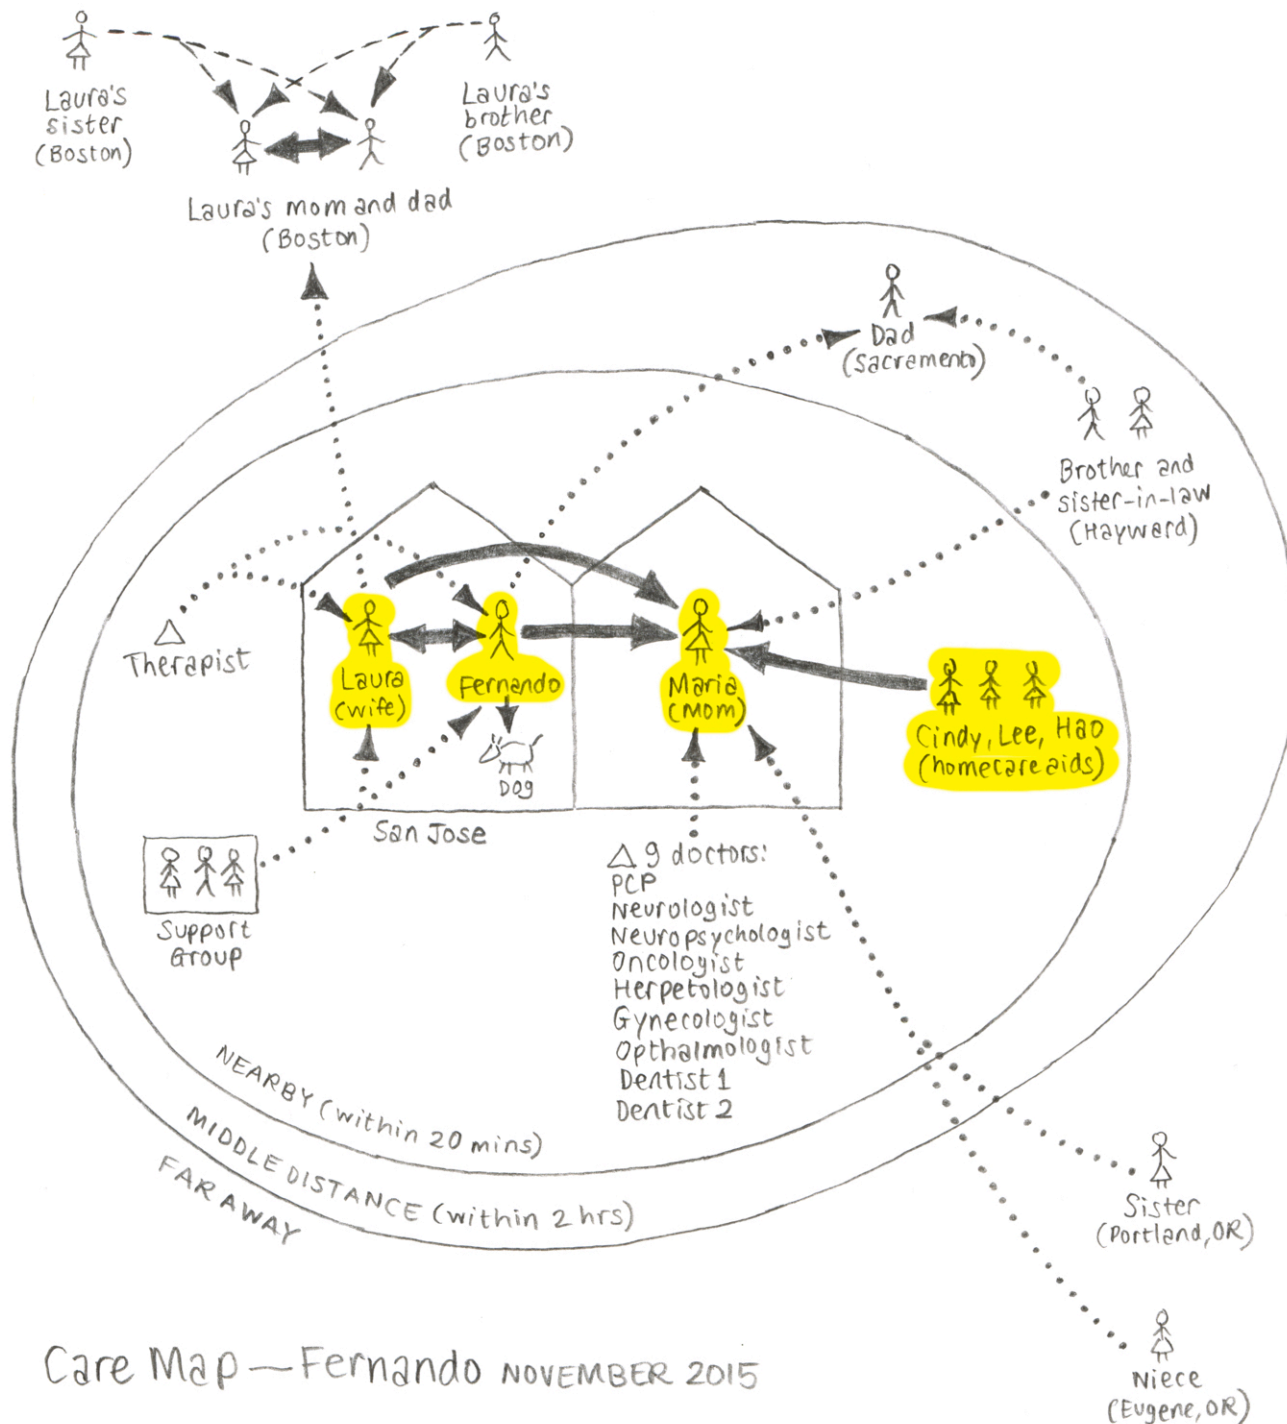 Laura's
sister
(Boston)
Laura's
brother
(Boston)
Laura's mom and dad
(Boston)
Dad
(Sacramento)
Brother and
sister-in-law
(Hayward)
Therapist
Laura
(wife)
Fernando
Maria
(Mom)
Cindy, Lee, Hao
(homecare aids)
Dog
San Jose
Support
Group
9 doctors:
PCP
Neurologist
Neuropsychologist
Oncologist
Herpetologist
Gynecologist
Opthalmologist
Dentist 1
Dentist 2
NEARBY (within 20 mins)
MIDDLE DISTANCE (within 2 hrs)
FAR AWAY
Sister
(Portland, OR)
Niece
(Eugene, OR)
Care Map — Fernando NOVEMBER 2015